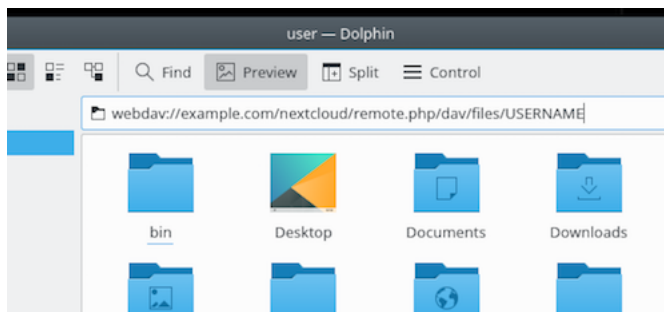 user — Dolphin
Find Preview Split Control
webdav://example.com/nextcloud/remote.php/dav/files/USERNAME
bin Desktop Documents Downloads